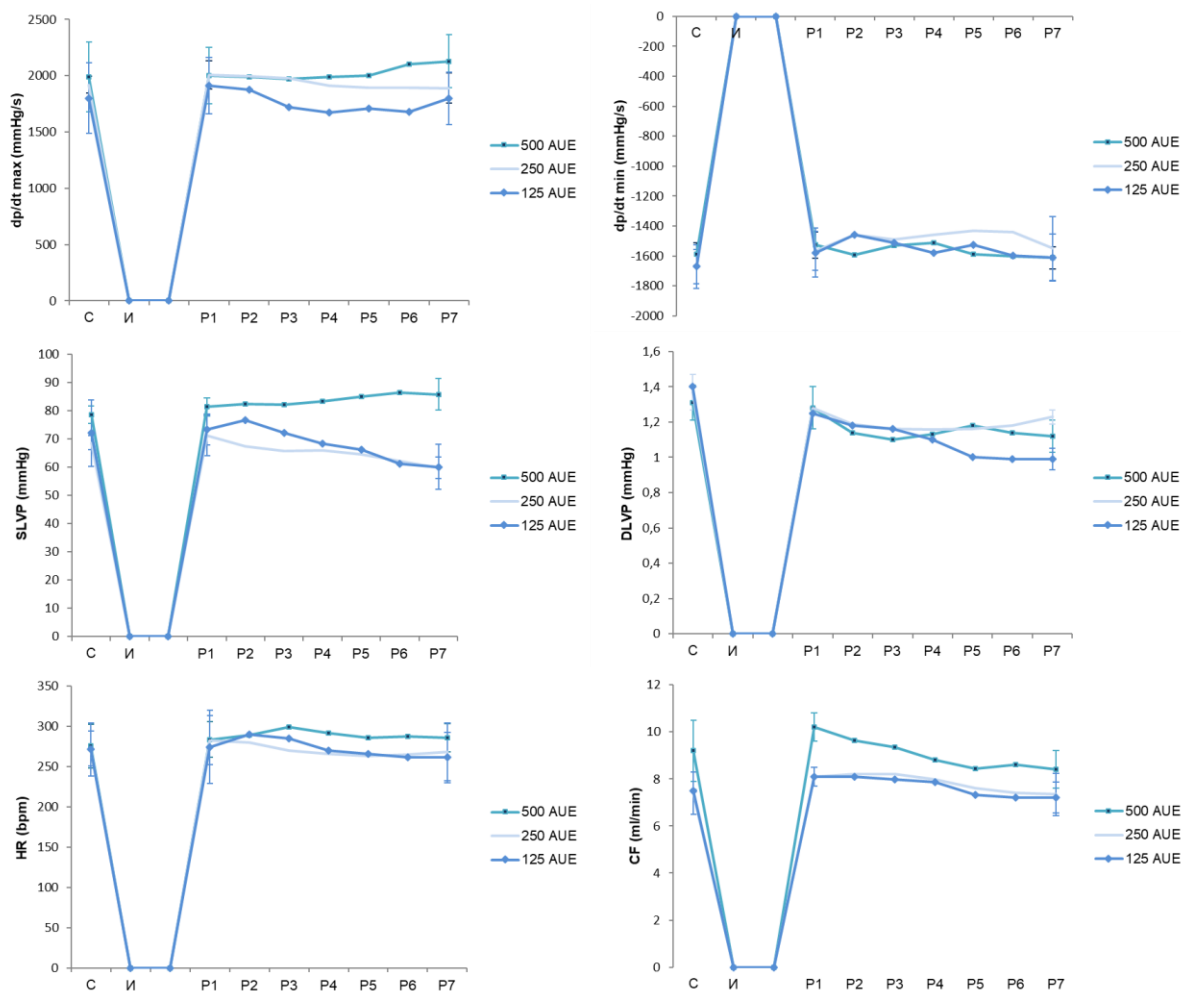 dp/dt max (mmHg/s)
2500
2000
1500
1000
500
0
С И P1 P2 P3 P4 P5 P6 P7
500 AUE
250 AUE
125 AUE
dp/dt min (mmHg/s)
0
-200
-400
-600
-800
-1000
-1200
-1400
-1600
-1800
-2000
С И P1 P2 P3 P4 P5 P6 P7
500 AUE
250 AUE
125 AUE
SLVP (mmHg)
100
90
80
70
60
50
40
30
20
10
0
С И P1 P2 P3 P4 P5 P6 P7
500 AUE
250 AUE
125 AUE
DLVP (mmHg)
1,6
1,4
1,2
1
0,8
0,6
0,4
0,2
0
С И P1 P2 P3 P4 P5 P6 P7
500 AUE
250 AUE
125 AUE
HR (bpm)
350
300
250
200
150
100
50
0
С И P1 P2 P3 P4 P5 P6 P7
500 AUE
250 AUE
125 AUE
CF (ml/min)
12
10
8
6
4
2
0
С И P1 P2 P3 P4 P5 P6 P7
500 AUE
250 AUE
125 AUE